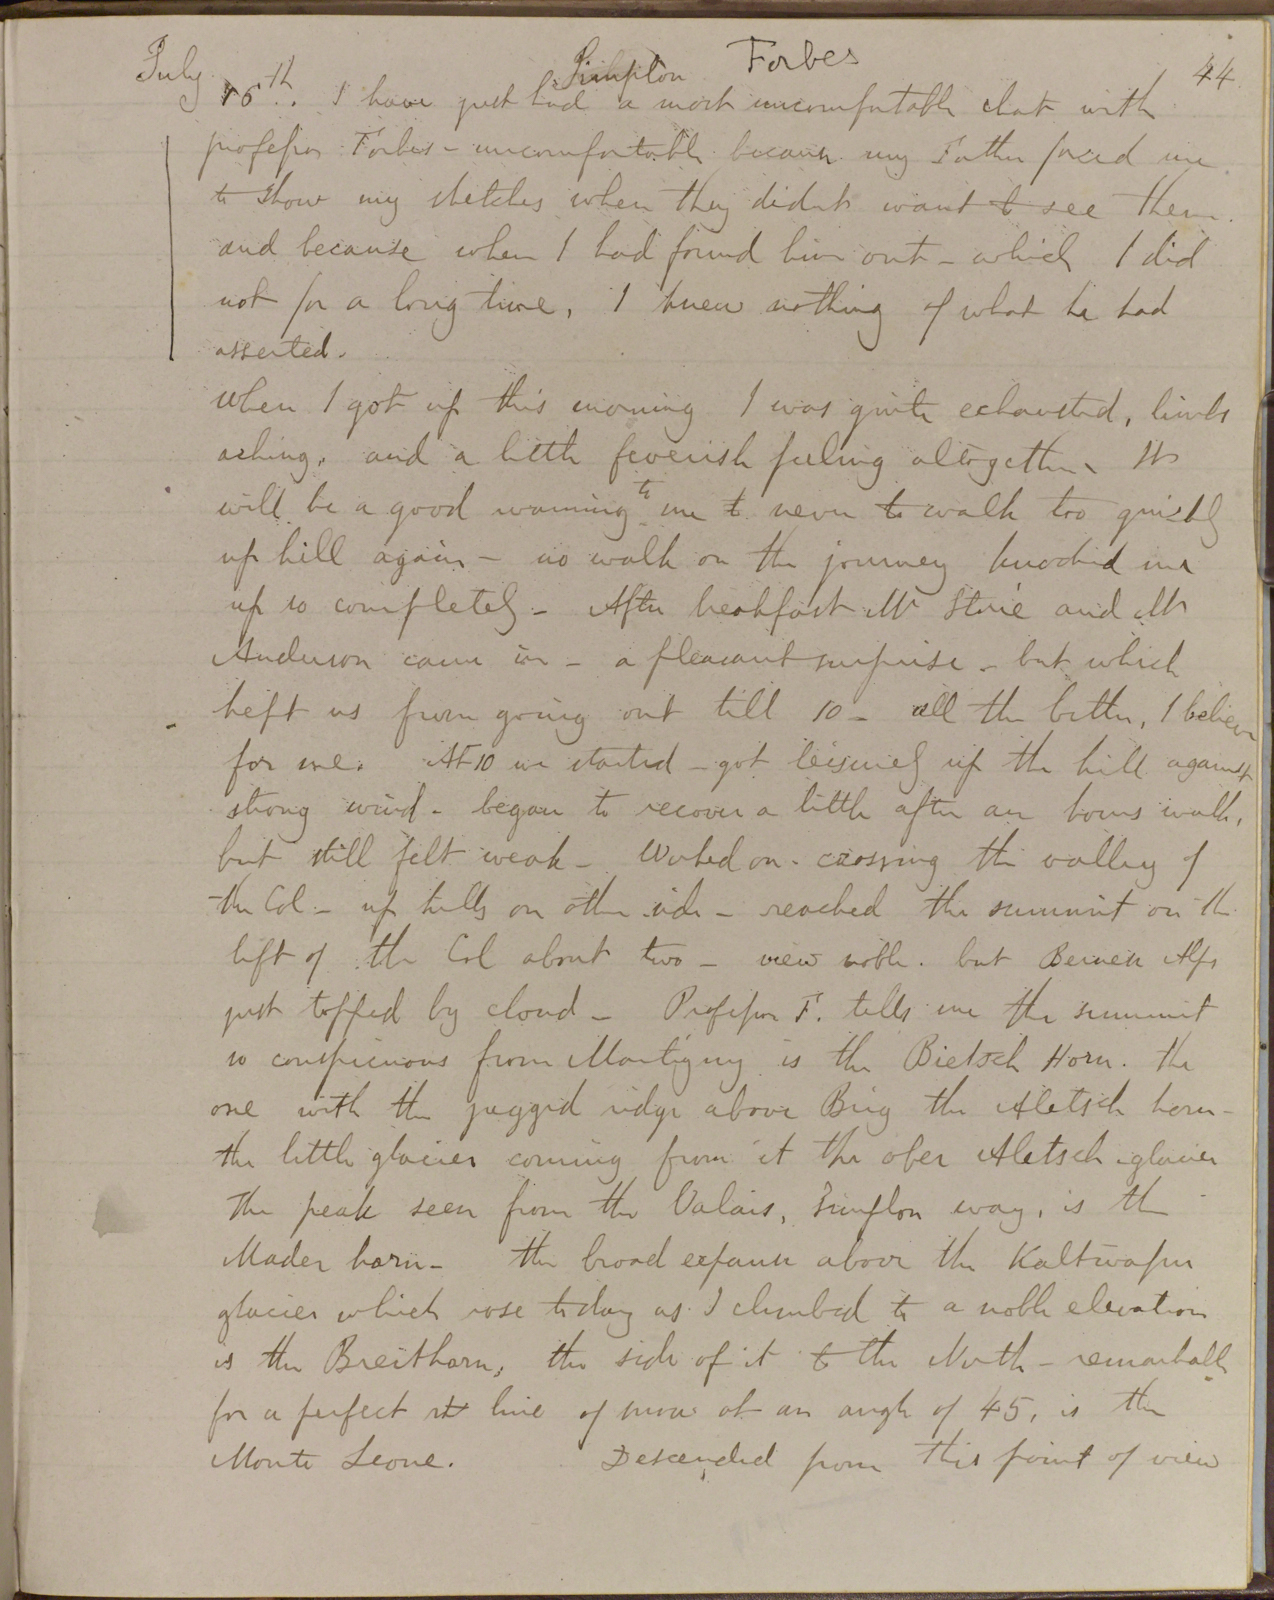 July Simplon Forbes 44
15th. I have just had a most uncomfortable chat with
professor Forbes - uncomfortable because my Father forced me
to show my sketches when they didnt want to see them.
and because when I had found him out - which I did
not for a long time, I knew nothing of what he had
asserted.
When I got up this morning I was quite exhausted, limbs
aching, and a little feverish feeling altogether. It
will be a good warning to me to never to walk too quickly
up hill again - no walk on the journey knocked me
up so completely - After breakfast Mr and Mr
Anderson came in - a pleasant surprise - but which
kept us from going out till 10 - all the better, I believe
for me. At 10 we started - got leisurely up the hill against
strong wind - began to recover a little after an hours walk,
but still felt weak - Worked on - crossing the valley of
the Col - up hills on other side - reached the summit on the
left of the Col about two - view noble. but Bernese Alps
just topped by cloud - Professor F. tells me the summit
so conspicuous from Martigny is the Bietsch Horn. the
one with the jagged ridge above Brig the Aletsch horn -
the little glacier coming from it the ober Aletsch glacier
The peak seen from the Valais, Simplon way, is the
Mader horn - the broad expanse above the Kaltwasser
glacier which rose today as I climbed to a noble elevation
is the Breithorn, the side of it to the North - remarkable
for a perfect st line of snow at an angle of 45, is the
Monte Leone. Descended from this point of view